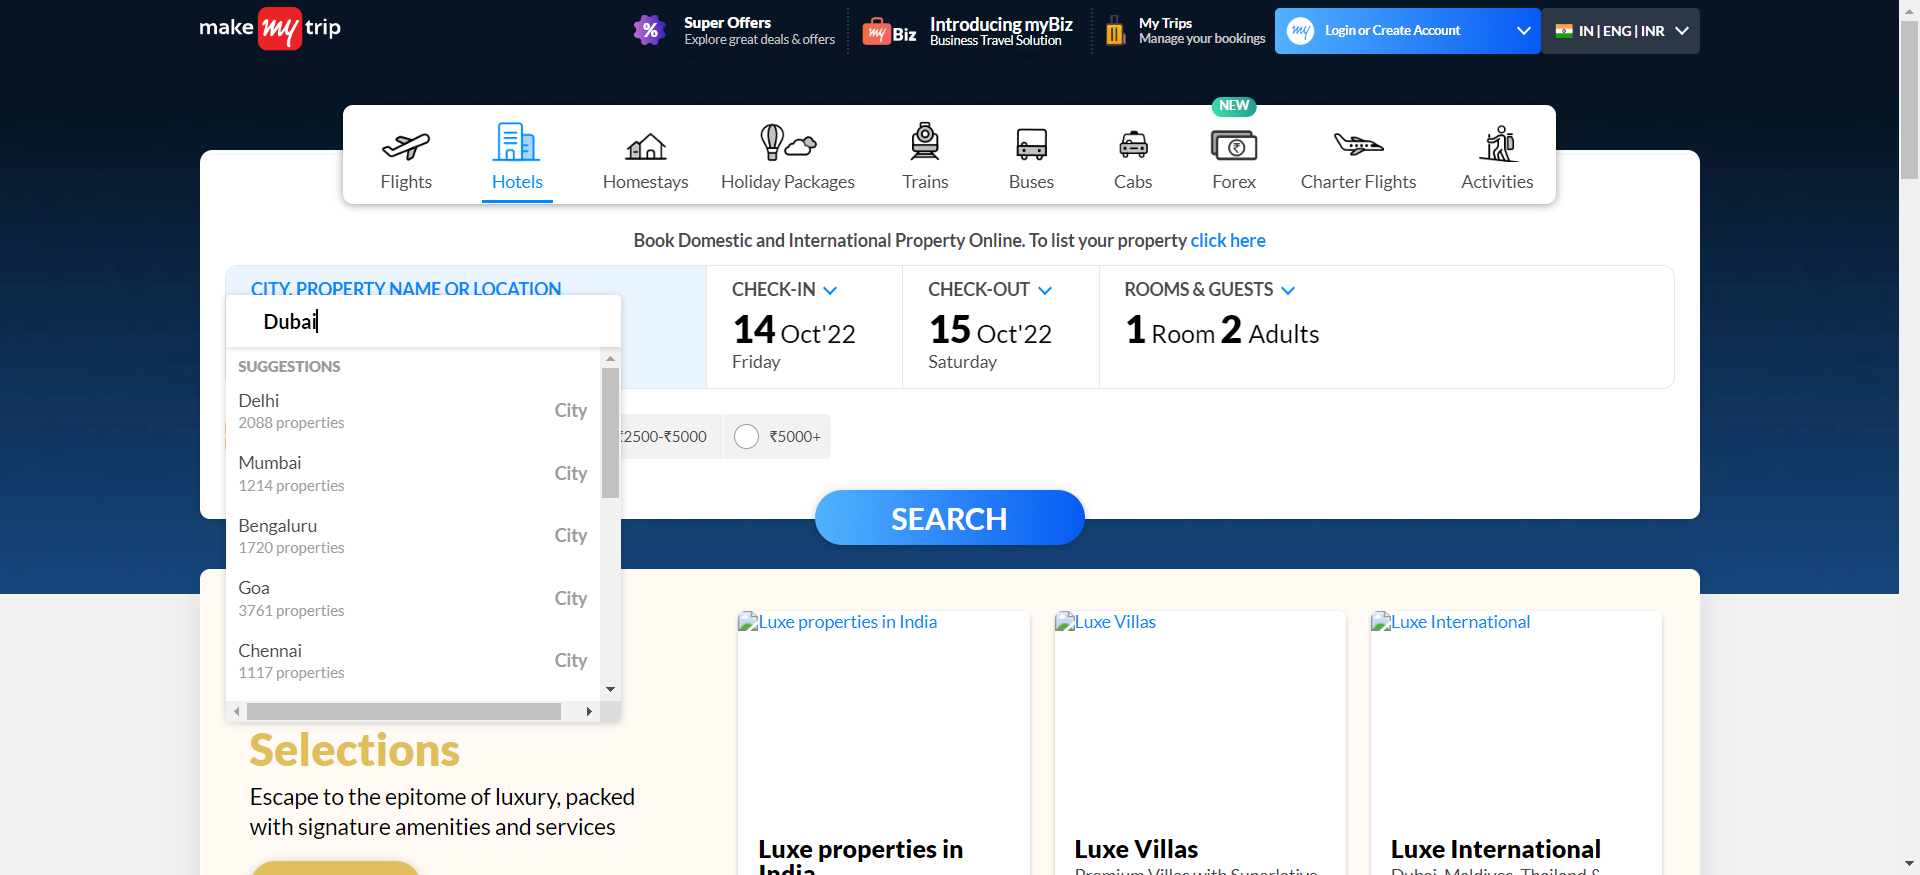 make my trip
%
Super Offers
Explore great deals & offers
my Biz
Introducing myBiz
Business Travel Solution
My Trips
Manage your bookings
my
Login or Create Account
IN | ENG | INR
NEW
Flights
Hotels
Homestays
Holiday Packages
Trains
Buses
Cabs
Forex
Charter Flights
Activities
Book Domestic and International Property Online. To list your property click here
CITY, PROPERTY NAME OR LOCATION
Dubai
CHECK-IN
14 Oct'22
Friday
CHECK-OUT
15 Oct'22
Saturday
ROOMS & GUESTS
1 Room 2 Adults
SUGGESTIONS
Delhi
2088 properties
City
Mumbai
1214 properties
City
Bengaluru
1720 properties
City
Goa
3761 properties
City
Chennai
1117 properties
City
₹2500-₹5000
₹5000+
SEARCH
Selections
Escape to the epitome of luxury, packed
with signature amenities and services
Luxe properties in India
Luxe properties in
India
Luxe Villas
Luxe Villas
Premium Villas with Superlative
Luxe International
Luxe International
Dubai, Maldives, Thailand &